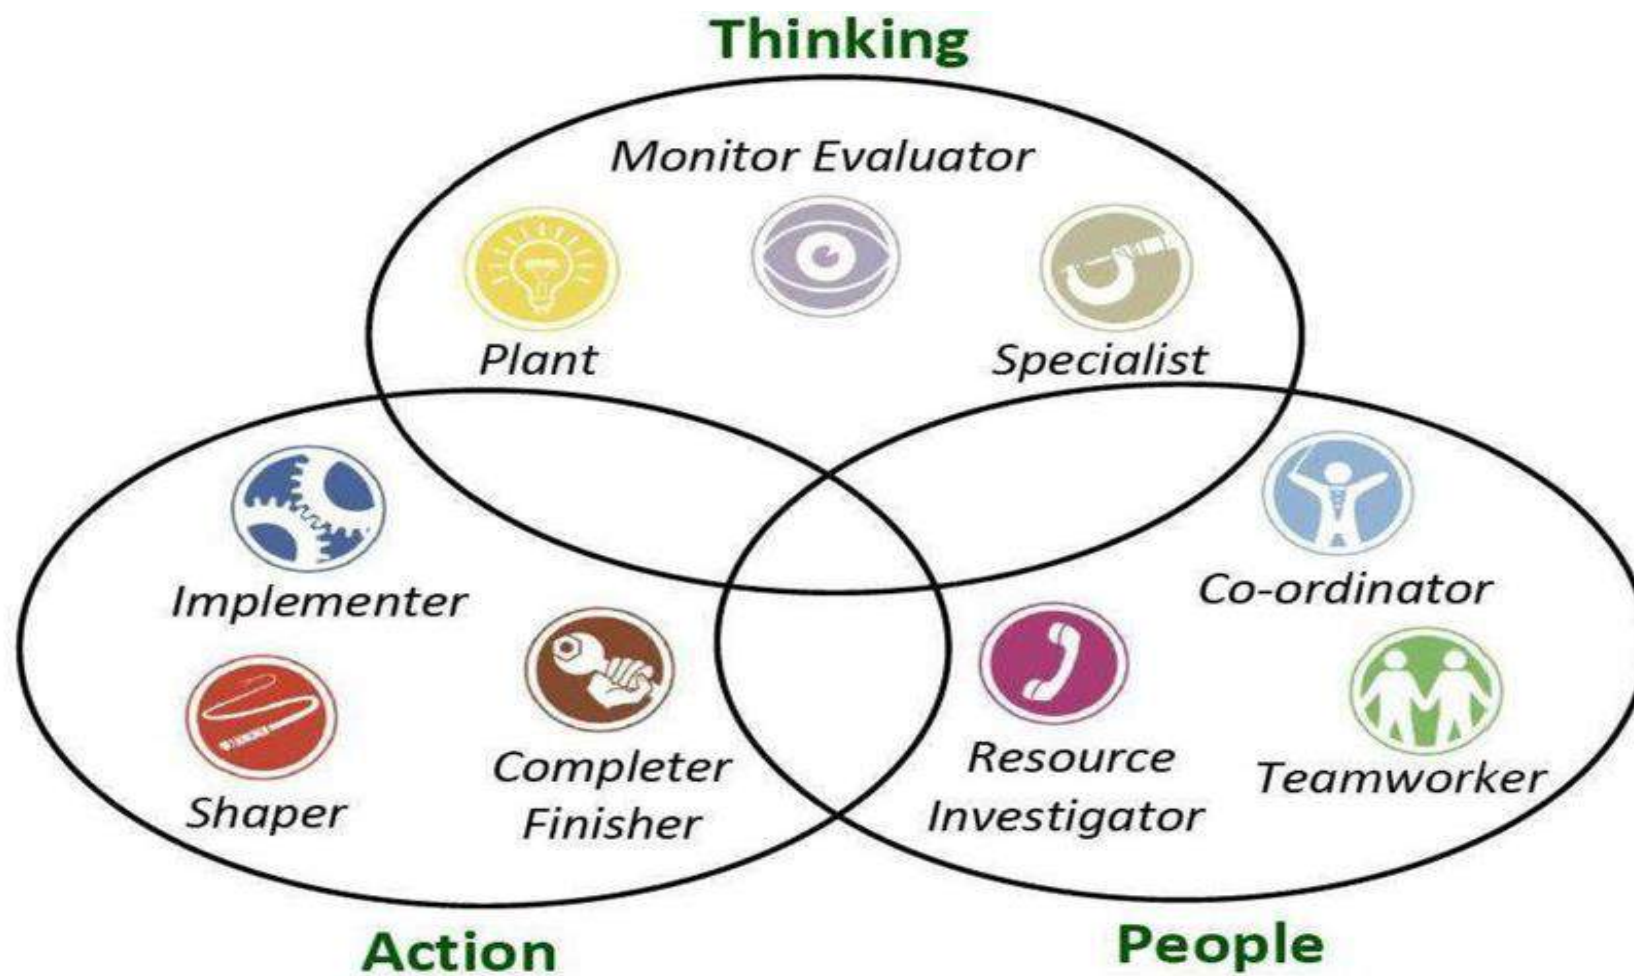 Thinking
Monitor Evaluator
Plant
Specialist
Implementer
Co-ordinator
Shaper
Completer
Finisher
Resource
Investigator
Teamworker
Action
People